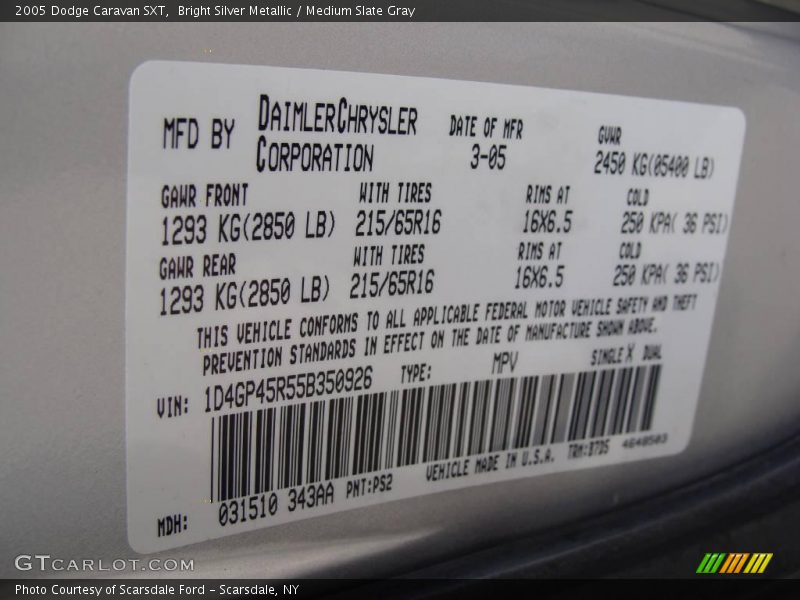 2005 Dodge Caravan SXT,  Bright Silver Metallic / Medium Slate Gray
MFD BY DAIMLERCHRYSLER CORPORATION DATE OF MFR 3-05 GVWR 2450 KG(05400 LB)
GAWR FRONT WITH TIRES RIMS AT COLD
1293 KG(2850 LB) 215/65R16 16X6.5 250 KPA( 36 PSI)
GAWR REAR WITH TIRES RIMS AT COLD
1293 KG(2850 LB) 215/65R16 16X6.5 250 KPA( 36 PSI)
THIS VEHICLE CONFORMS TO ALL APPLICABLE FEDERAL MOTOR VEHICLE SAFETY AND THEFT
PREVENTION STANDARDS IN EFFECT ON THE DATE OF MANUFACTURE SHOWN ABOVE.
VIN: 1D4GP45R55B350926 TYPE: MPV SINGLE X DUAL
MDH: 031510 343AA PNT:PS2 VEHICLE MADE IN U.S.A. TRM:B7D5 4648503
GTCARLOT.COM
Photo Courtesy of Scarsdale Ford – Scarsdale, NY